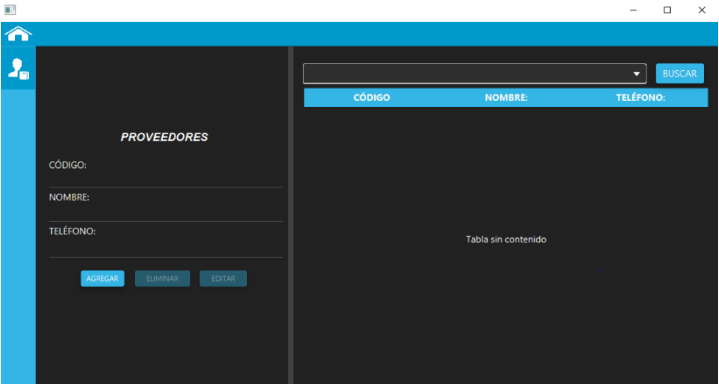 PROVEEDORES
CÓDIGO:
NOMBRE:
TELÉFONO:
AGREGAR ELIMINAR EDITAR
BUSCAR
CÓDIGO NOMBRE: TELÉFONO:
Tabla sin contenido